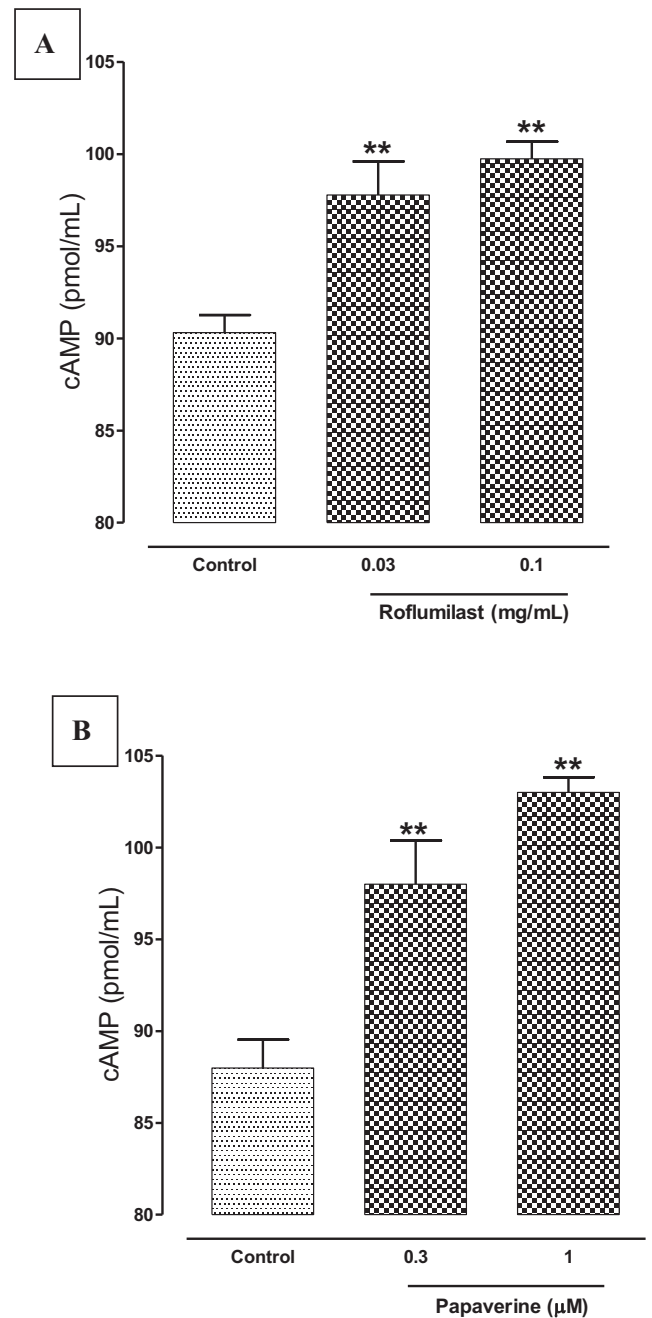 A
105
100
95
90
85
80
cAMP (pmol/mL)
**
**
Control 0.03 0.1
Roflumilast (mg/mL)
B
105
100
95
90
85
80
cAMP (pmol/mL)
**
**
Control 0.3 1
Papaverine (μM)